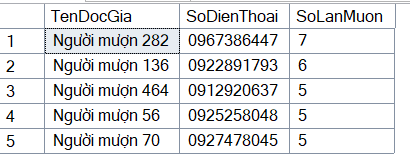 TenDocGia SoDienThoai SoLanMuon
1 Người mượn 282 0967386447 7
2 Người mượn 136 0922891793 6
3 Người mượn 464 0912920637 5
4 Người mượn 56 0925258048 5
5 Người mượn 70 0927478045 5